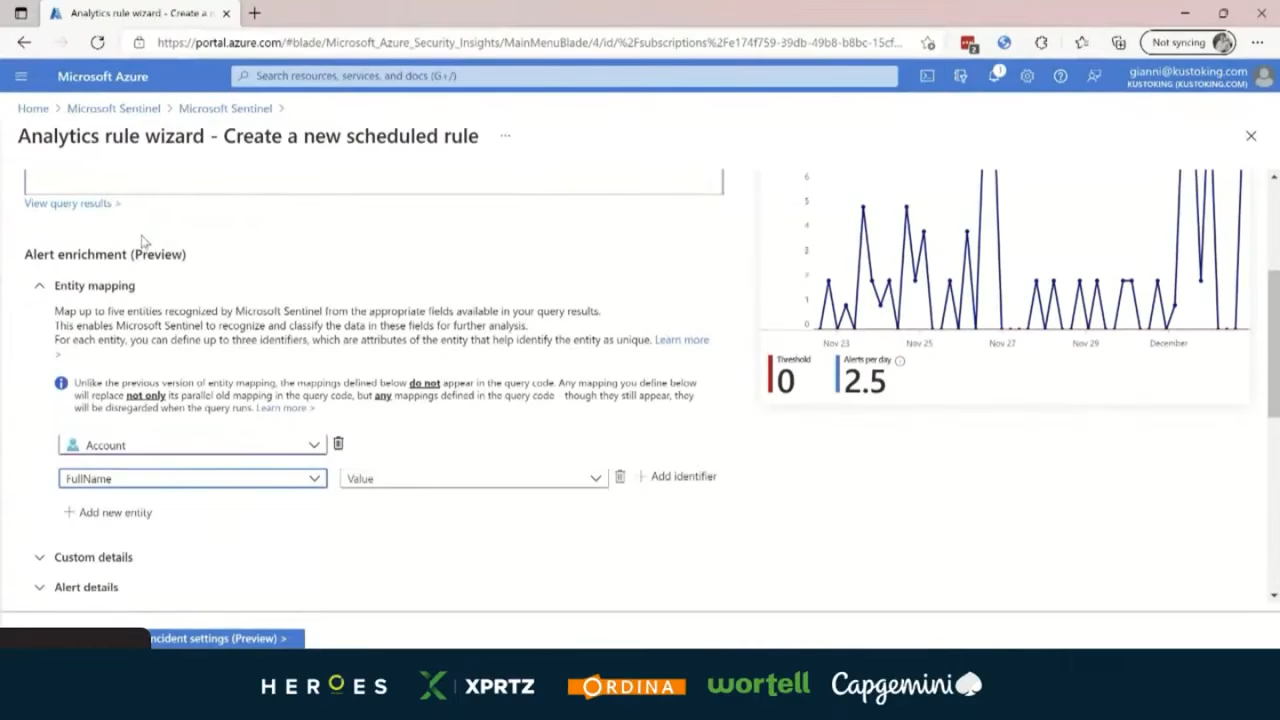 Analytics rule wizard - Create a n
https://portal.azure.com/#blade/Microsoft_Azure_Security_Insights/MainMenuBlade/4/id/%2Fsubscriptions%2Fe174f759-39db-49b8-b8bc-15cf...
2
Not syncing
Microsoft Azure
Search resources, services, and docs (G+/)
1
gianni@kustoking.com
KUSTOKING (KUSTOKING.COM)
Home > Microsoft Sentinel > Microsoft Sentinel >
Analytics rule wizard - Create a new scheduled rule ...
View query results >
Alert enrichment (Preview)
Entity mapping
Map up to five entities recognized by Microsoft Sentinel from the appropriate fields available in your query results.
This enables Microsoft Sentinel to recognize and classify the data in these fields for further analysis.
For each entity, you can define up to three identifiers, which are attributes of the entity that help identify the entity as unique. Learn more
>
Unlike the previous version of entity mapping, the mappings defined below do not appear in the query code. Any mapping you define below
will replace not only its parallel old mapping in the query code, but any mappings defined in the query code though they still appear, they
will be disregarded when the query runs. Learn more >
Account
FullName
Value
+ Add identifier
+ Add new entity
Custom details
Alert details
6
5
4
3
2
1
0
Nov 23
Nov 25
Nov 27
Nov 29
December
Threshold
0
Alerts per day
2.5
ncident settings (Preview) >
HEROES
XPRTZ
ORDINA
wortell
Capgemini